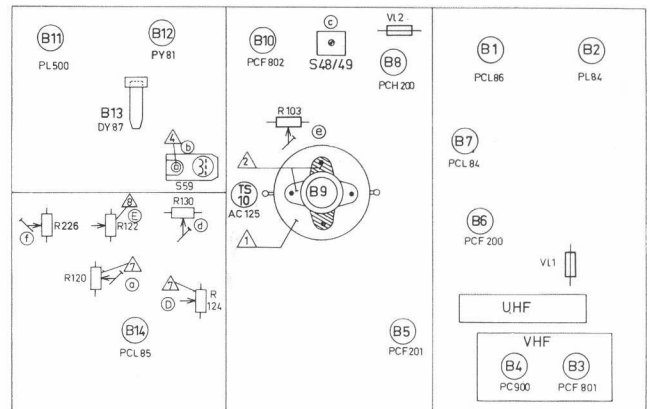 B11
PL500
B12
PY81
B13
DY87
4
b
S59
B10
PCF802
c
S48/49
VL2
B8
PCH200
R103
e
2
B9
TS
10
AC125
1
B1
PCL86
B2
PL84
B7
PCL84
B6
PCF200
VL1
UHF
VHF
B4
PC900
B3
PCF801
B5
PCF201
f
R226
8
E
R122
R130
d
R120
7
a
7
D
R
124
B14
PCL85